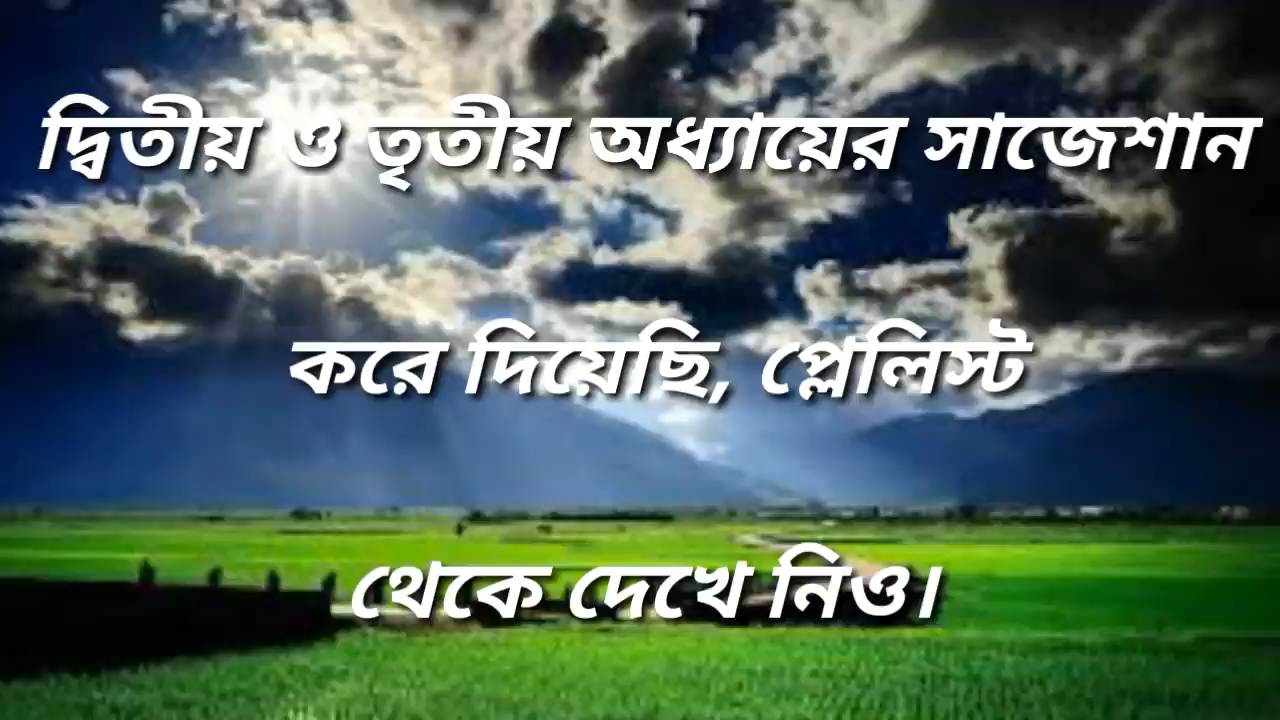 দ্বিতীয় ও তৃতীয় অধ্যায়ের সাজেশান
করে দিয়েছি, প্লেলিস্ট
থেকে দেখে নিও।